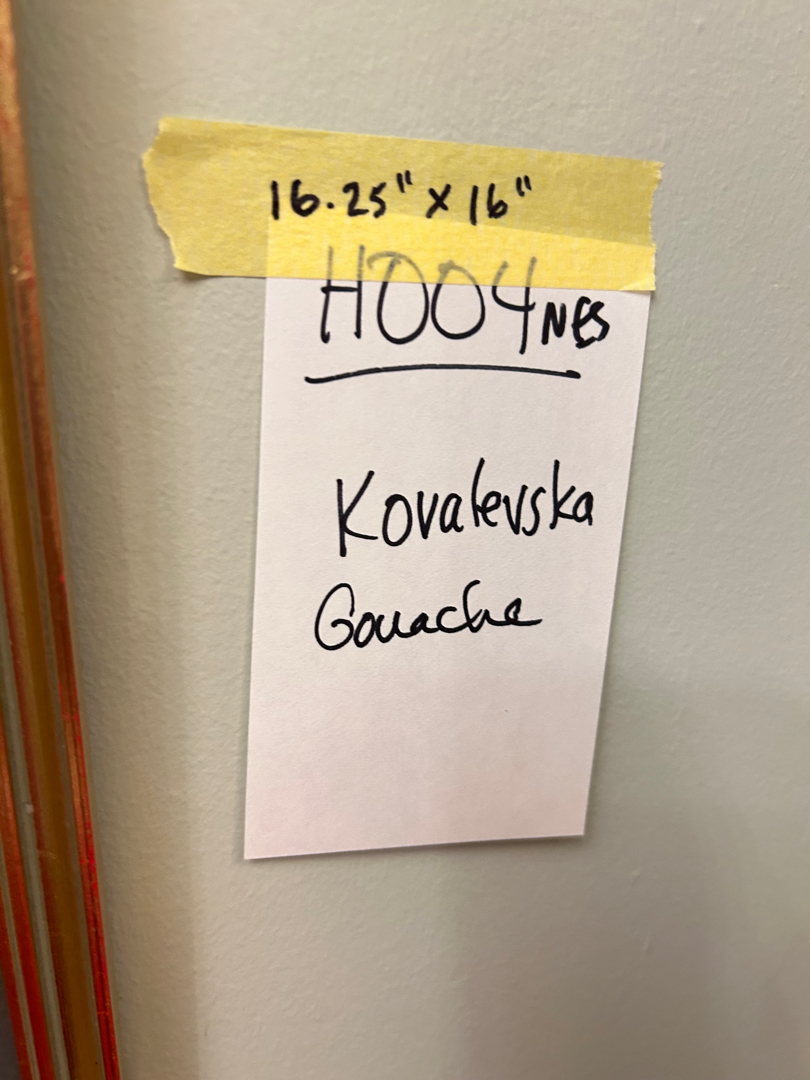 16.25" x 16"
H004NES
Kovalevska
Gouache